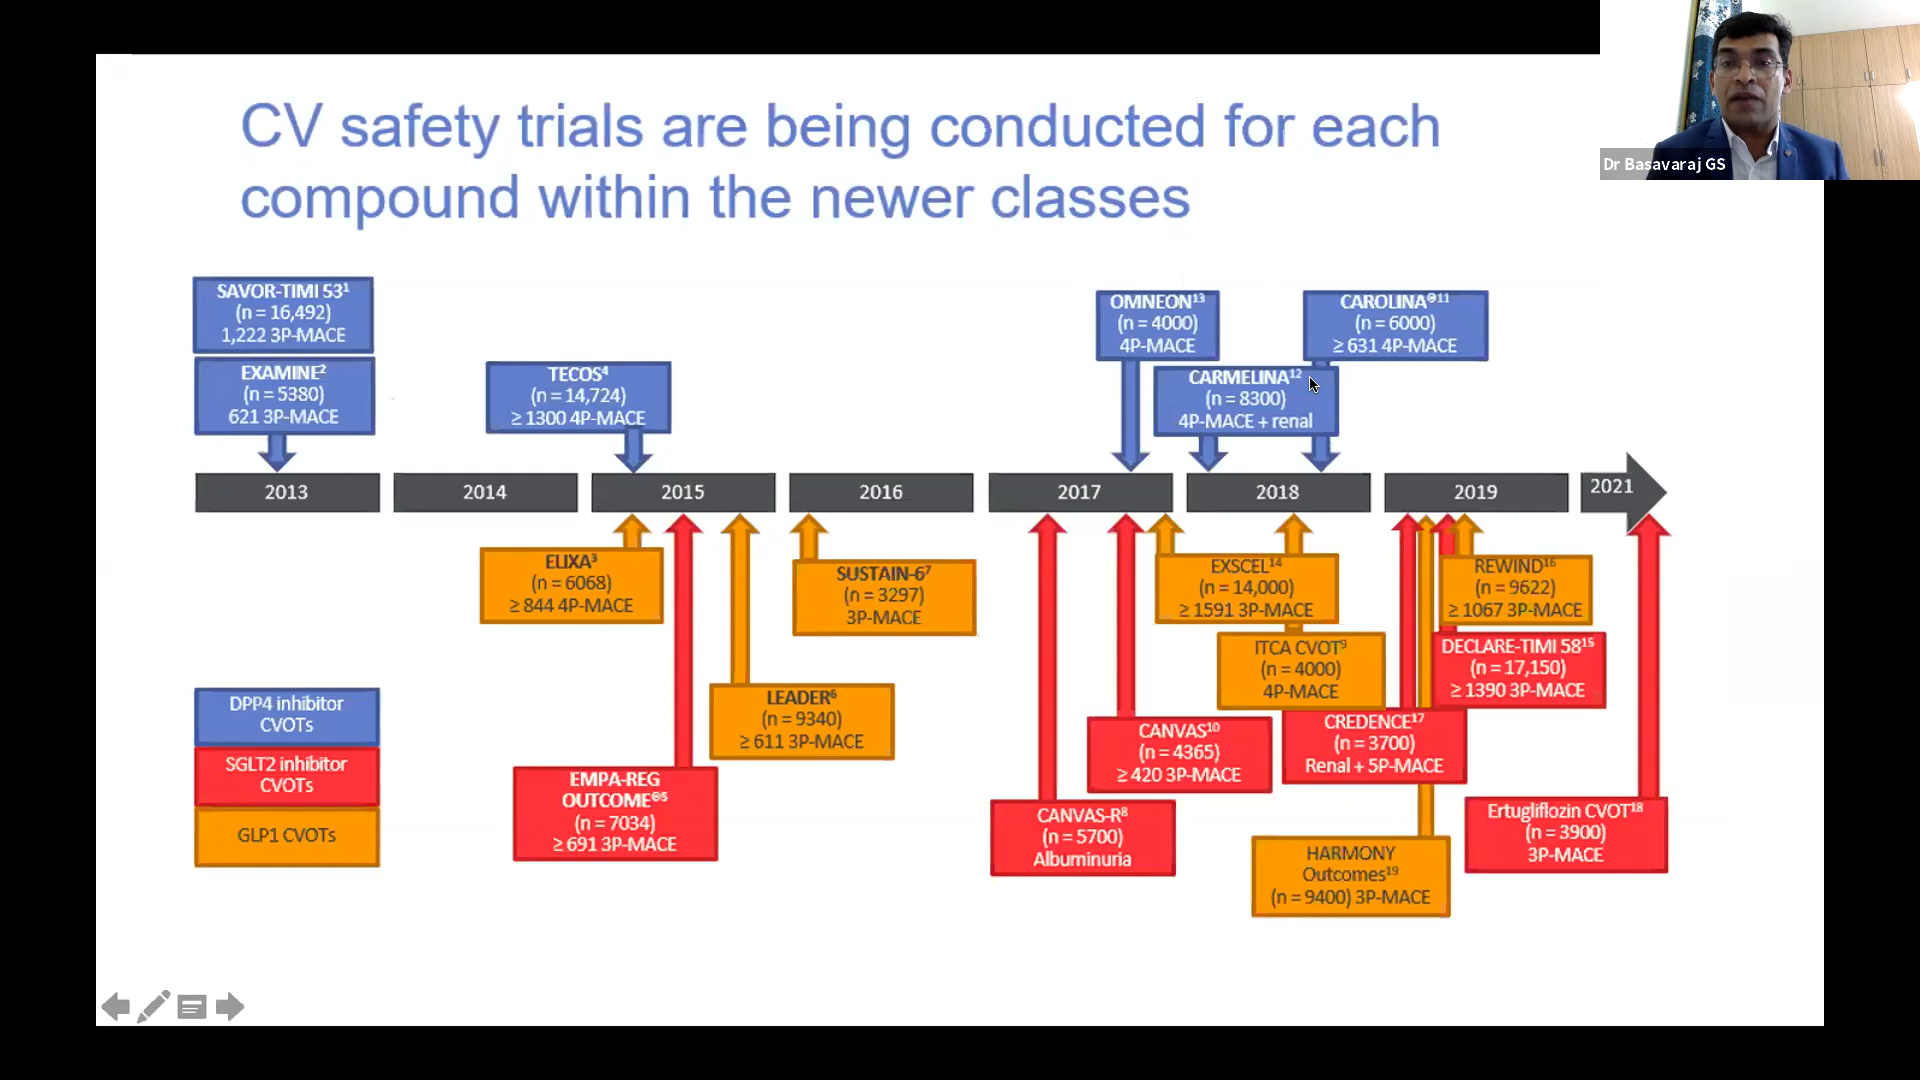 CV safety trials are being conducted for each
compound within the newer classes
Dr Basavaraj GS
SAVOR-TIMI 53¹
(n = 16,492)
1,222 3P-MACE
EXAMINE²
(n = 5380)
621 3P-MACE
TECOS⁴
(n = 14,724)
≥ 1300 4P-MACE
OMNEON¹³
(n = 4000)
4P-MACE
CARMELINA¹²
(n = 8300)
4P-MACE + renal
CAROLINA®¹¹
(n = 6000)
≥ 631 4P-MACE
2013
2014
2015
2016
2017
2018
2019
2021
ELIXA³
(n = 6068)
≥ 844 4P-MACE
EMPA-REG
OUTCOME®⁵
(n = 7034)
≥ 691 3P-MACE
LEADER⁶
(n = 9340)
≥ 611 3P-MACE
SUSTAIN-6⁷
(n = 3297)
3P-MACE
CANVAS-R⁸
(n = 5700)
Albuminuria
CANVAS¹⁰
(n = 4365)
≥ 420 3P-MACE
EXSCEL¹⁴
(n = 14,000)
≥ 1591 3P-MACE
ITCA CVOT⁹
(n = 4000)
4P-MACE
CREDENCE¹⁷
(n = 3700)
Renal + 5P-MACE
HARMONY
Outcomes¹⁹
(n = 9400) 3P-MACE
REWIND¹⁶
(n = 9622)
≥ 1067 3P-MACE
DECLARE-TIMI 58¹⁵
(n = 17,150)
≥ 1390 3P-MACE
Ertugliflozin CVOT¹⁸
(n = 3900)
3P-MACE
DPP4 inhibitor
CVOTs
SGLT2 inhibitor
CVOTs
GLP1 CVOTs